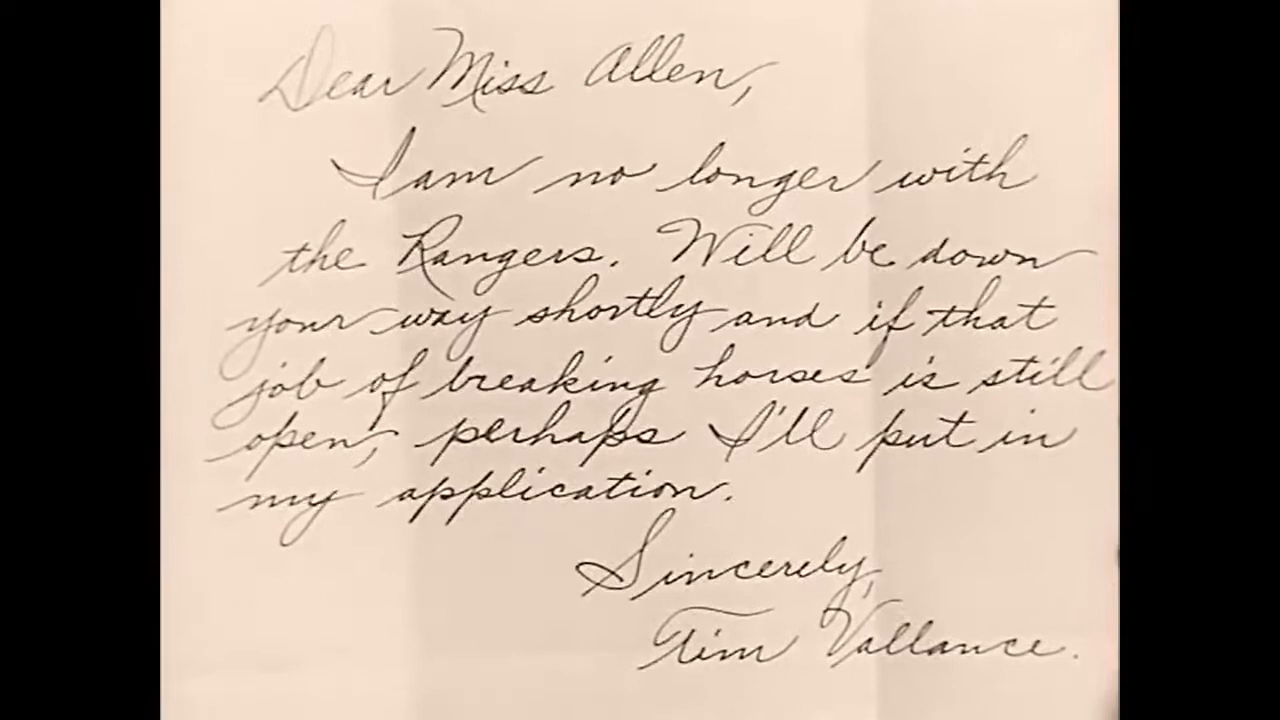 Dear Miss Allen,
I am no longer with
the Rangers. Will be down
your way shortly and if that
job of breaking horses is still
open, perhaps I'll put in
my application.
Sincerely,
Tim Vallance.